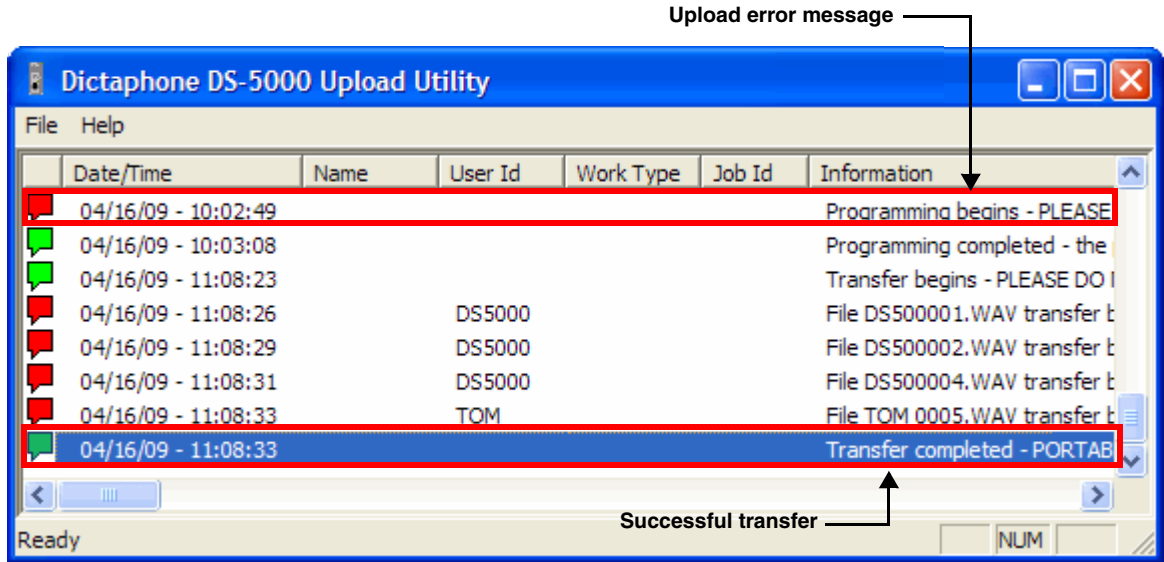 Upload error message
Dictaphone DS-5000 Upload Utility
File Help
Date/Time Name User Id Work Type Job Id Information
04/16/09 - 10:02:49 Programming begins - PLEASE
04/16/09 - 10:03:08 Programming completed - the
04/16/09 - 11:08:23 Transfer begins - PLEASE DO
04/16/09 - 11:08:26 DS5000 File DS500001.WAV transfer
04/16/09 - 11:08:29 DS5000 File DS500002.WAV transfer
04/16/09 - 11:08:31 DS5000 File DS500004.WAV transfer
04/16/09 - 11:08:33 TOM File TOM 0005.WAV transfer
04/16/09 - 11:08:33 Transfer completed - PORTAB
Successful transfer
Ready NUM